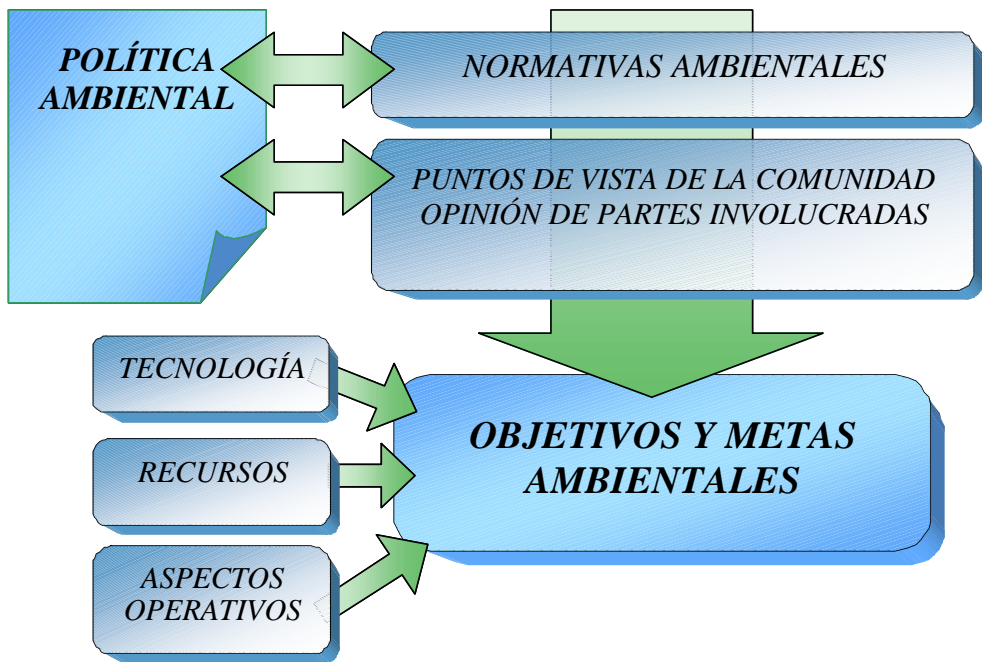 POLÍTICA
AMBIENTAL
NORMATIVAS AMBIENTALES
PUNTOS DE VISTA DE LA COMUNIDAD
OPINIÓN DE PARTES INVOLUCRADAS
TECNOLOGÍA
RECURSOS
ASPECTOS
OPERATIVOS
OBJETIVOS Y METAS
AMBIENTALES